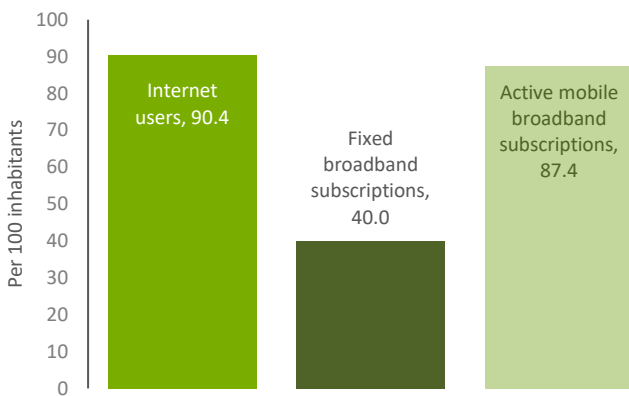 100
90
80
70
60
50
40
30
20
10
0
Per 100 inhabitants
Internet
users, 90.4
Fixed
broadband
subscriptions,
40.0
Active mobile
broadband
subscriptions,
87.4